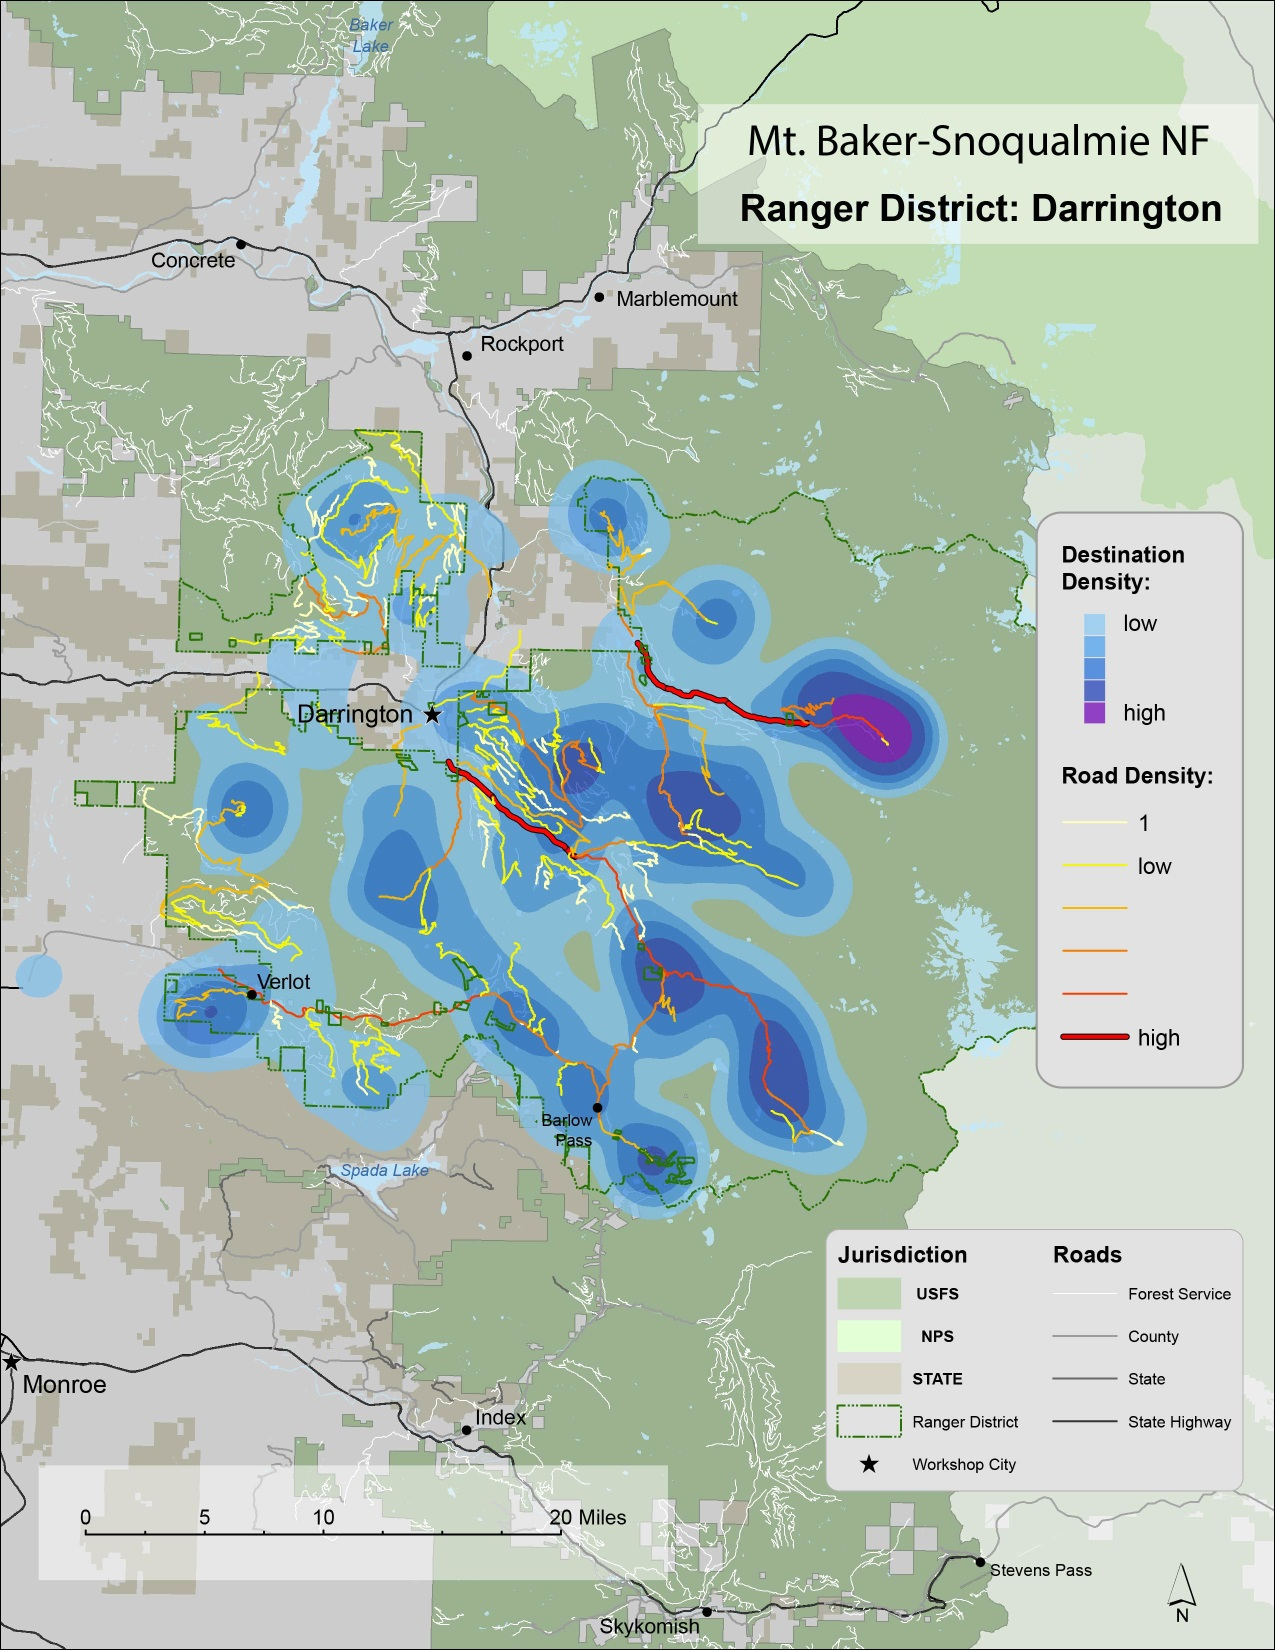 Baker
Lake
Mt. Baker-Snoqualmie NF
Ranger District: Darrington
Concrete
Marblemount
Rockport
Destination
Density:
low
high
Darrington
Road Density:
1
low
high
Verlot
Barlow
Pass
Spada Lake
Jurisdiction
USFS
NPS
STATE
Ranger District
Workshop City
Roads
Forest Service
County
State
State Highway
Monroe
Index
0 5 10 20 Miles
Stevens Pass
Skykomish
N